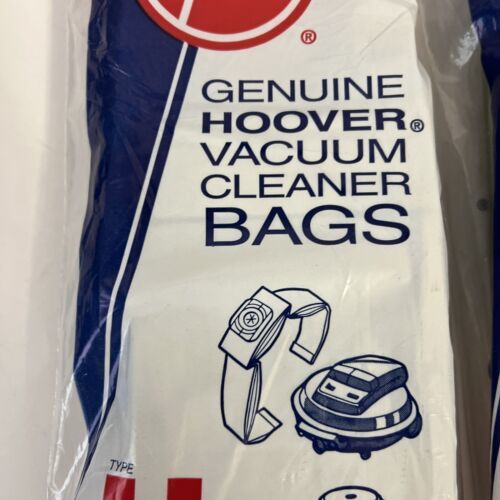 ®
GENUINE
HOOVER®
VACUUM
CLEANER
BAGS
TYPE